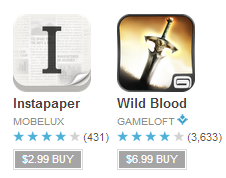 I
Instapaper
MOBELUX
(431)
$2.99 BUY
Wild Blood
GAMELOFT
(3,633)
$6.99 BUY